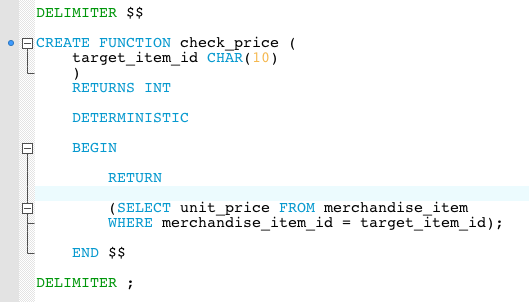 DELIMITER $$
CREATE FUNCTION check_price (
target_item_id CHAR(10)
)
RETURNS INT
DETERMINISTIC
BEGIN
RETURN
(SELECT unit_price FROM merchandise_item
WHERE merchandise_item_id = target_item_id);
END $$
DELIMITER ;